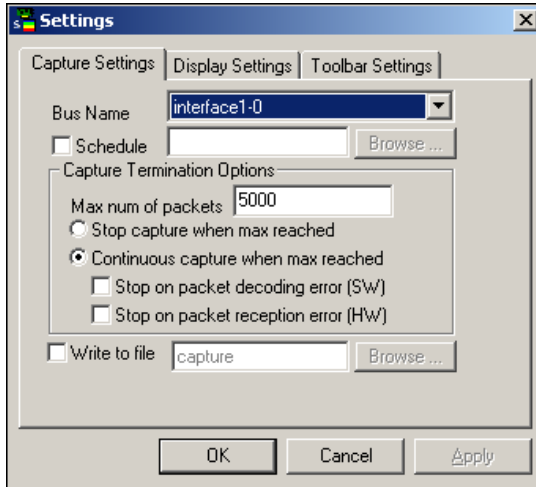 Settings
Capture Settings Display Settings Toolbar Settings
Bus Name interface1-0
Schedule Browse ...
Capture Termination Options
Max num of packets 5000
Stop capture when max reached
Continuous capture when max reached
Stop on packet decoding error (SW)
Stop on packet reception error (HW)
Write to file capture Browse ...
OK Cancel Apply